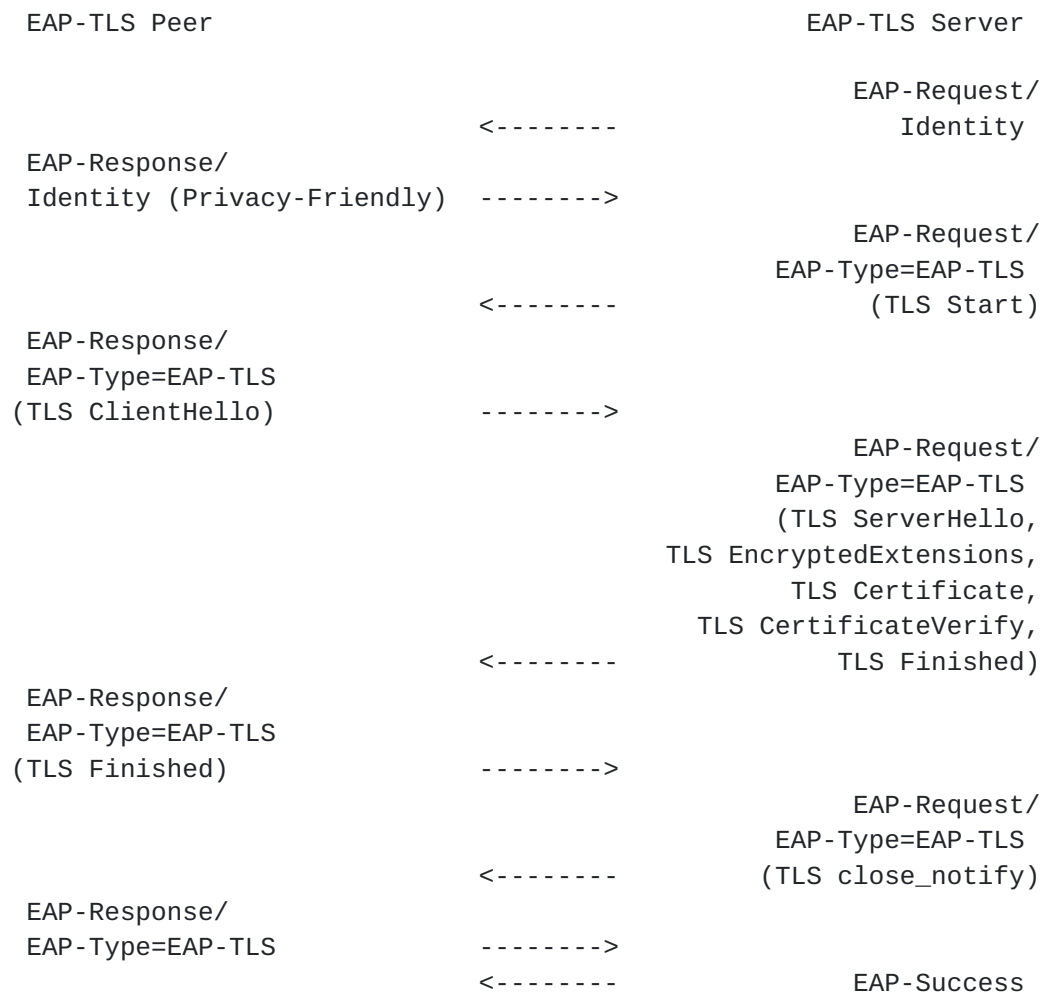 EAP-TLS Peer                                      EAP-TLS Server
EAP-Request/
<--------                  Identity
EAP-Response/
Identity (Privacy-Friendly)  -------->
EAP-Request/
EAP-Type=EAP-TLS
<--------                (TLS Start)
EAP-Response/
EAP-Type=EAP-TLS
(TLS ClientHello)             -------->
EAP-Request/
EAP-Type=EAP-TLS
(TLS ServerHello,
TLS EncryptedExtensions,
TLS Certificate,
TLS CertificateVerify,
<--------              TLS Finished)
EAP-Response/
EAP-Type=EAP-TLS
(TLS Finished)                -------->
EAP-Request/
EAP-Type=EAP-TLS
<--------         (TLS close_notify)
EAP-Response/
EAP-Type=EAP-TLS             -------->
<--------               EAP-Success